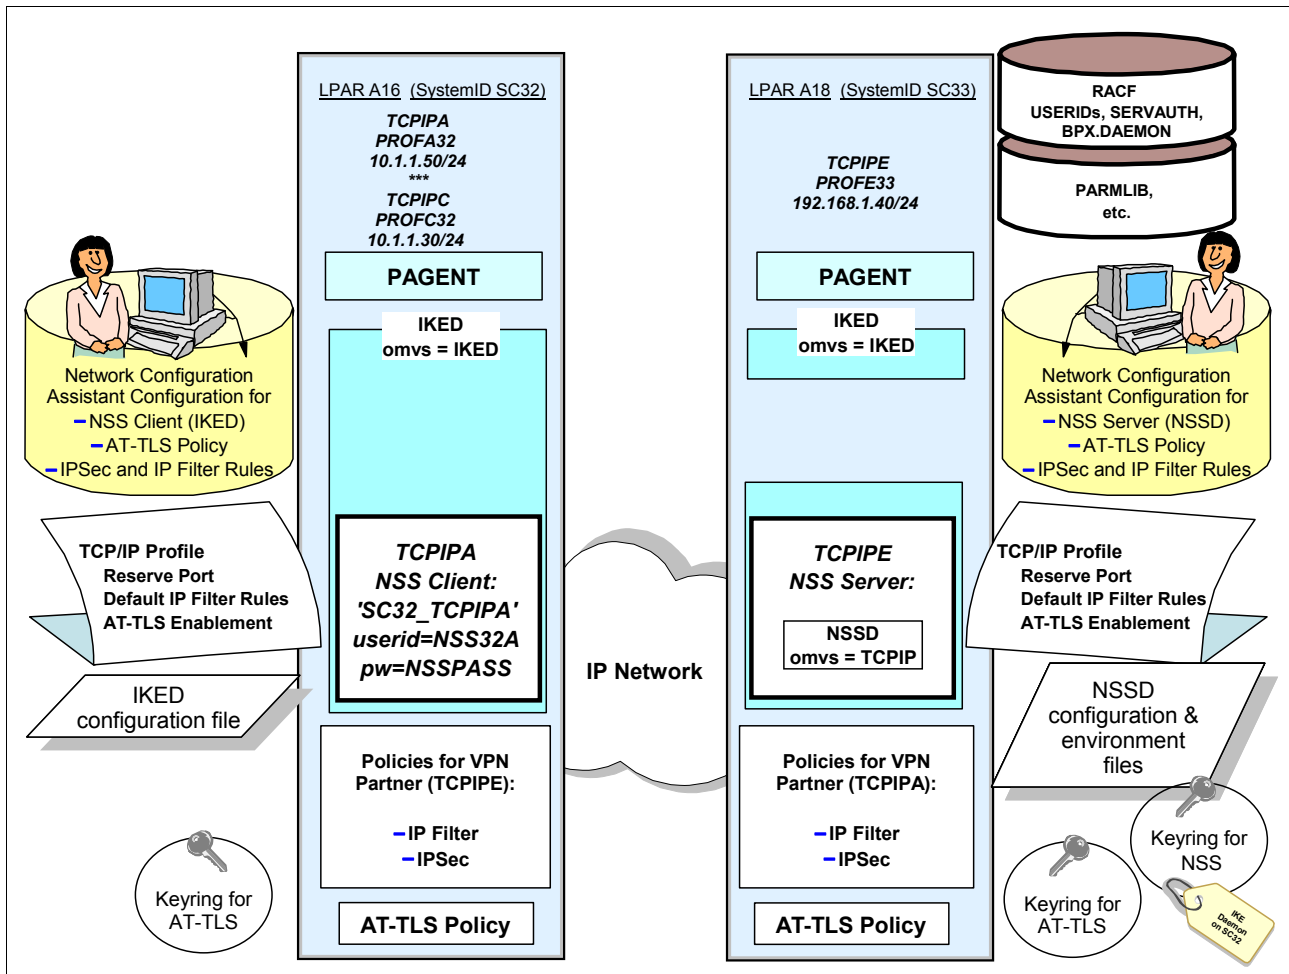 LPAR A16 (SystemID SC32)
TCPIPA
PROFA32
10.1.1.50/24
***
TCPIPC
PROFC32
10.1.1.30/24
PAGENT
IKED
omvs = IKED
TCPIPA
NSS Client:
'SC32_TCPIPA'
userid=NSS32A
pw=NSSPASS
Policies for VPN
Partner (TCPIPE):
– IP Filter
– IPSec
AT-TLS Policy
Network Configuration
Assistant Configuration for
– NSS Client (IKED)
– AT-TLS Policy
– IPSec and IP Filter Rules
TCP/IP Profile
Reserve Port
Default IP Filter Rules
AT-TLS Enablement
IKED
configuration file
Keyring for
AT-TLS
IP Network
LPAR A18 (SystemID SC33)
TCPIPE
PROFE33
192.168.1.40/24
PAGENT
IKED
omvs = IKED
TCPIPE
NSS Server:
NSSD
omvs = TCPIP
Policies for VPN
Partner (TCPIPA):
– IP Filter
– IPSec
AT-TLS Policy
RACF
USERIDs, SERVAUTH,
BPX.DAEMON
PARMLIB,
etc.
Network Configuration
Assistant Configuration for
– NSS Server (NSSD)
– AT-TLS Policy
– IPSec and IP Filter Rules
TCP/IP Profile
Reserve Port
Default IP Filter Rules
AT-TLS Enablement
NSSD
configuration &
environment
files
Keyring for
NSS
Keyring for
AT-TLS
IKE
Daemon
on SC32